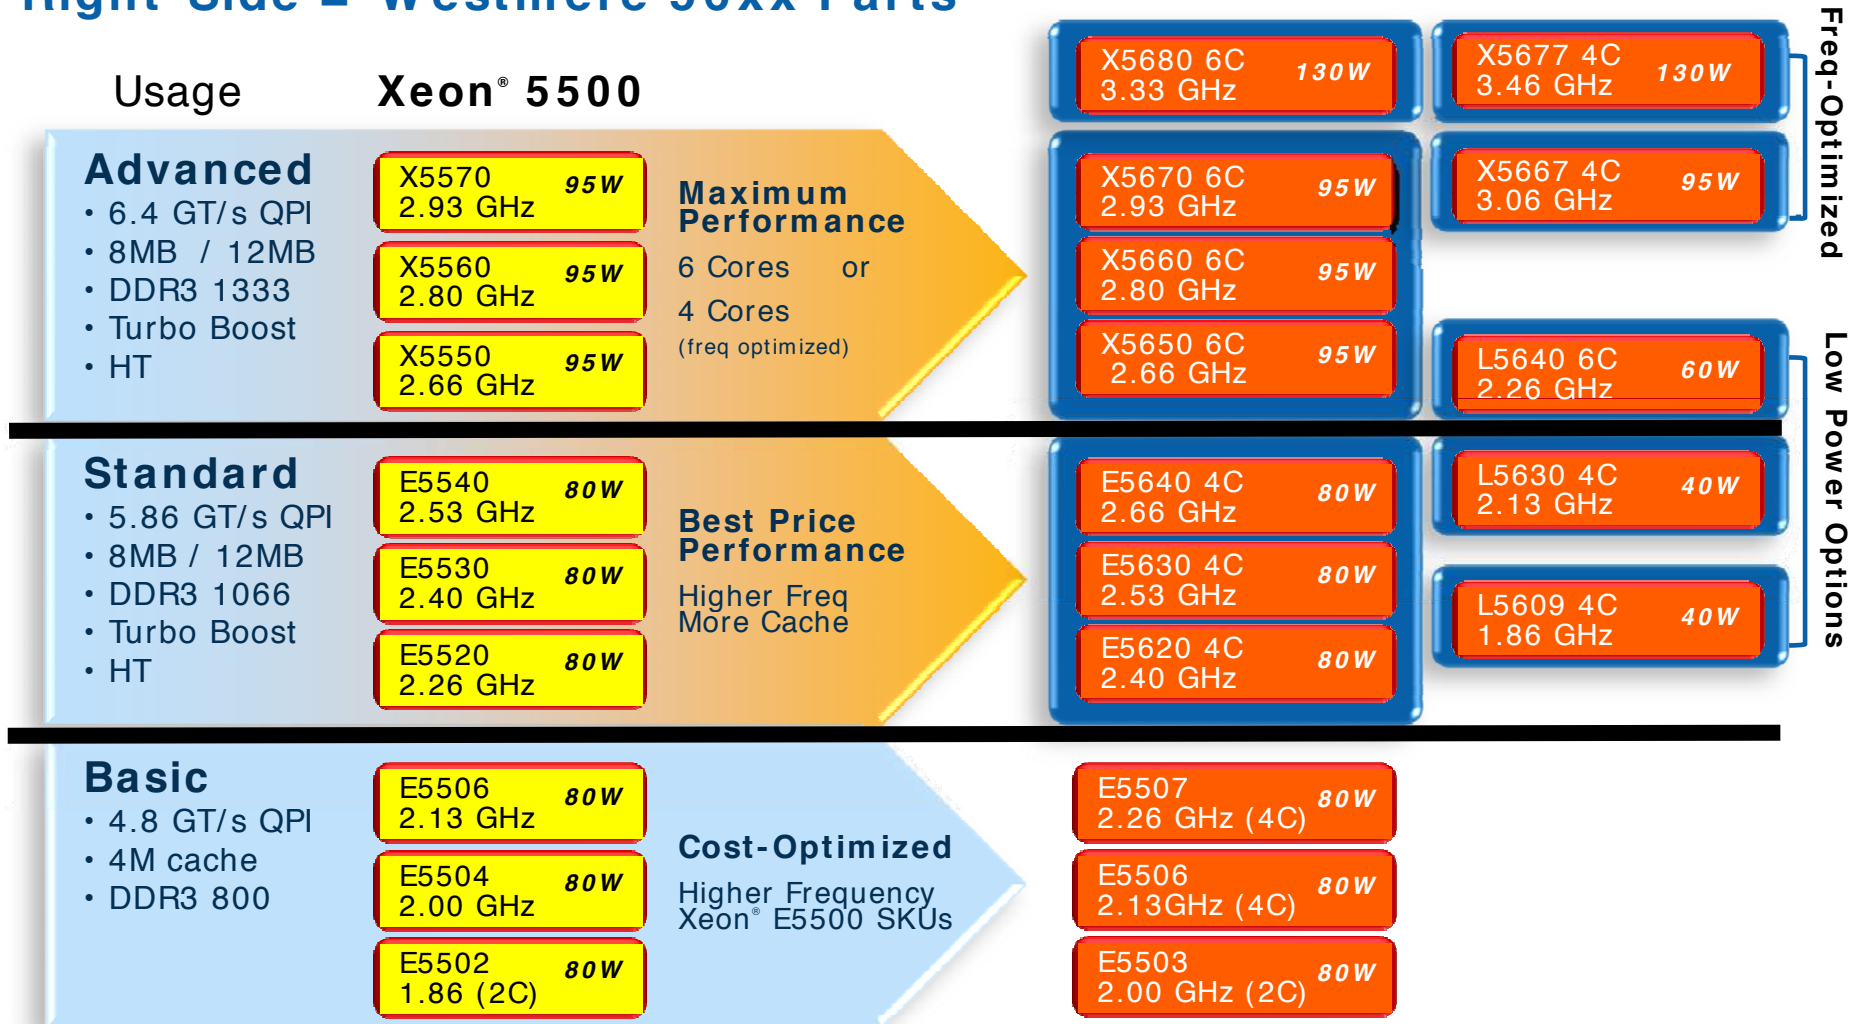 Right Side = Westmere 56xx Parts
Usage
Xeon® 5500
Advanced
• 6.4 GT/s QPI
• 8MB / 12MB
• DDR3 1333
• Turbo Boost
• HT
X5570
2.93 GHz
95W
X5560
2.80 GHz
95W
X5550
2.66 GHz
95W
Maximum
Performance
6 Cores or
4 Cores
(freq optimized)
X5680 6C
3.33 GHz
130W
X5670 6C
2.93 GHz
95W
X5660 6C
2.80 GHz
95W
X5650 6C
2.66 GHz
95W
X5677 4C
3.46 GHz
130W
X5667 4C
3.06 GHz
95W
Freq-Optimized
L5640 6C
2.26 GHz
60W
Standard
• 5.86 GT/s QPI
• 8MB / 12MB
• DDR3 1066
• Turbo Boost
• HT
E5540
2.53 GHz
80W
E5530
2.40 GHz
80W
E5520
2.26 GHz
80W
Best Price
Performance
Higher Freq
More Cache
E5640 4C
2.66 GHz
80W
E5630 4C
2.53 GHz
80W
E5620 4C
2.40 GHz
80W
L5630 4C
2.13 GHz
40W
L5609 4C
1.86 GHz
40W
Low Power Options
Basic
• 4.8 GT/s QPI
• 4M cache
• DDR3 800
E5506
2.13 GHz
80W
E5504
2.00 GHz
80W
E5502
1.86 (2C)
80W
Cost-Optimized
Higher Frequency
Xeon® E5500 SKUs
E5507
2.26 GHz (4C)
80W
E5506
2.13GHz (4C)
80W
E5503
2.00 GHz (2C)
80W